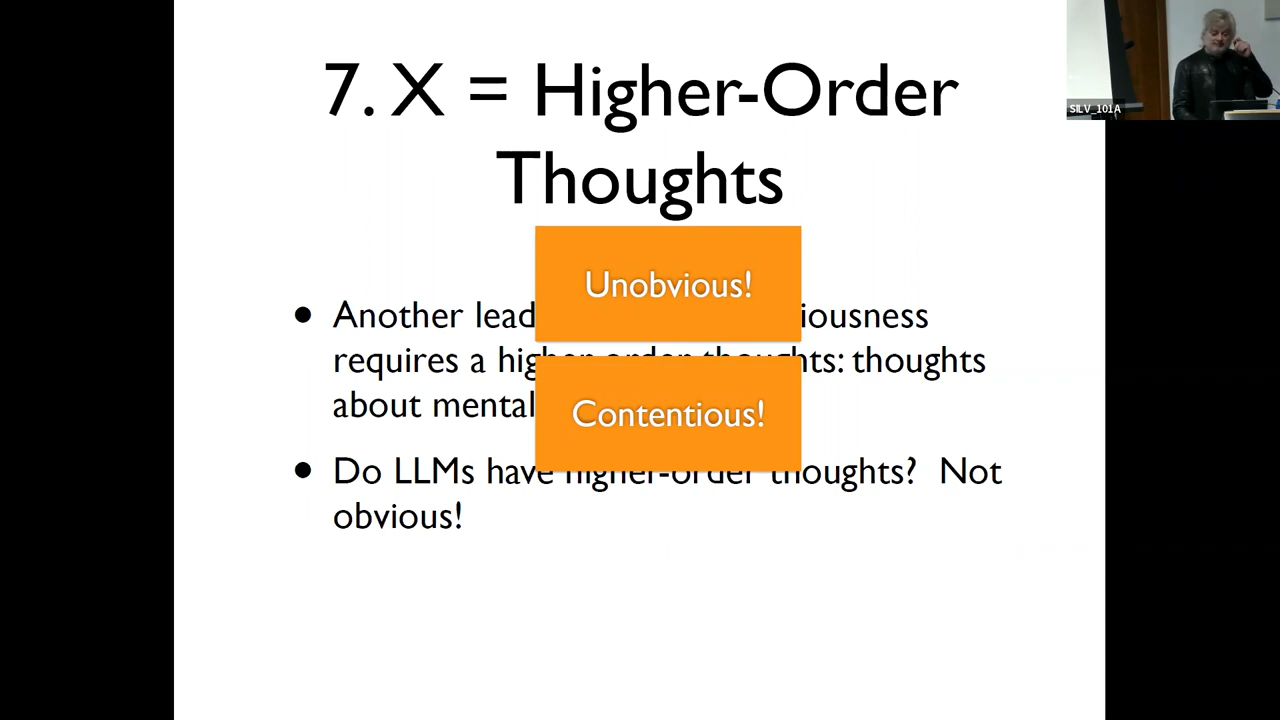 7. X = Higher-Order
Thoughts
Unobvious!
Another lead iousness
requires a higher-order thoughts: thoughts
Contentious!
about mental
Do LLMs have higher-order thoughts? Not
obvious!
SILV_101A